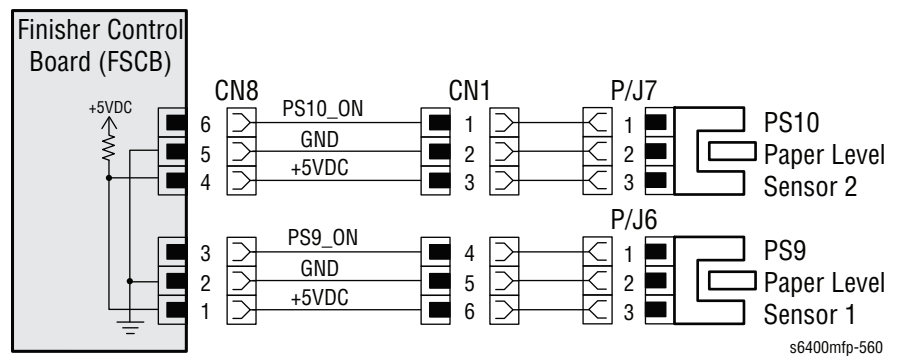 Finisher Control
Board (FSCB)
+5VDC
CN8
CN1
P/J7
6 PS10_ON 1 1
5 GND 2 2
4 +5VDC 3 3
PS10
Paper Level
Sensor 2
P/J6
3 PS9_ON 4 1
2 GND 5 2
1 +5VDC 6 3
PS9
Paper Level
Sensor 1
s6400mfp-560